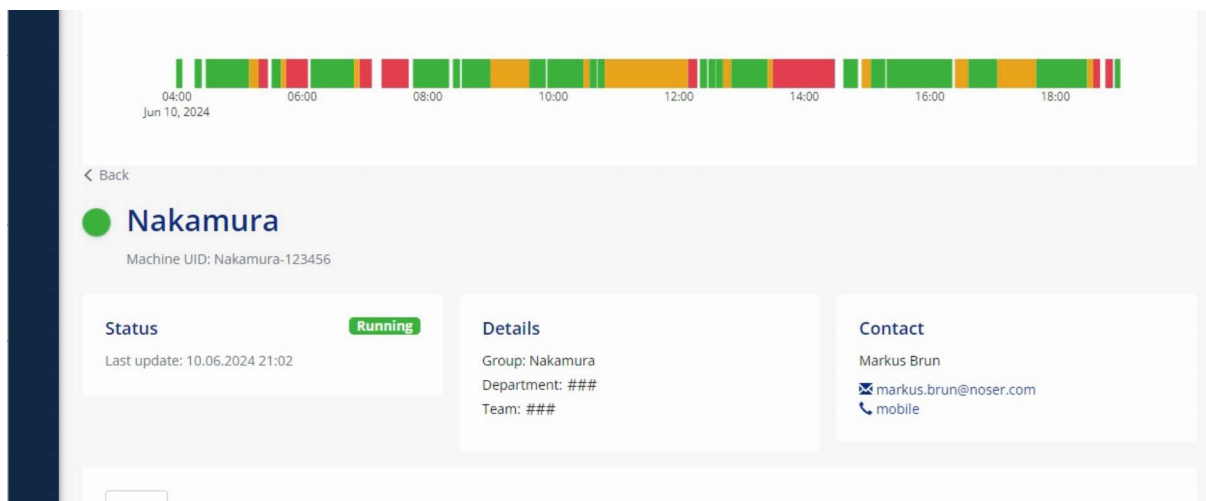 04:00 06:00 08:00 10:00 12:00 14:00 16:00 18:00
Jun 10, 2024
Back
Nakamura
Machine UID: Nakamura-123456
Status Running
Last update: 10.06.2024 21:02
Details
Group: Nakamura
Department: ###
Team: ###
Contact
Markus Brun
markus.brun@noser.com
mobile